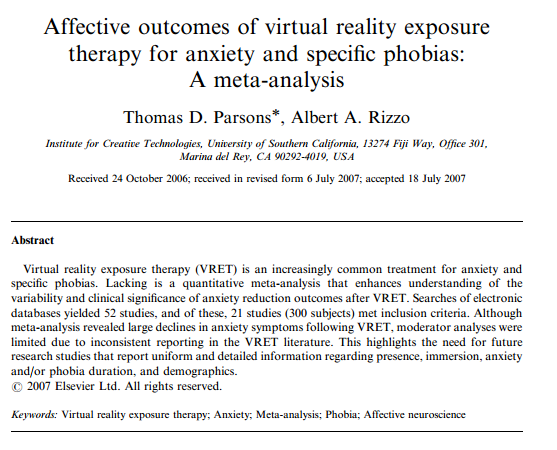 Affective outcomes of virtual reality exposure
therapy for anxiety and specific phobias:
A meta-analysis
Thomas D. Parsons*, Albert A. Rizzo
Institute for Creative Technologies, University of Southern California, 13274 Fiji Way, Office 301,
Marina del Rey, CA 90292-4019, USA
Received 24 October 2006; received in revised form 6 July 2007; accepted 18 July 2007
Abstract
Virtual reality exposure therapy (VRET) is an increasingly common treatment for anxiety and
specific phobias. Lacking is a quantitative meta-analysis that enhances understanding of the
variability and clinical significance of anxiety reduction outcomes after VRET. Searches of electronic
databases yielded 52 studies, and of these, 21 studies (300 subjects) met inclusion criteria. Although
meta-analysis revealed large declines in anxiety symptoms following VRET, moderator analyses were
limited due to inconsistent reporting in the VRET literature. This highlights the need for future
research studies that report uniform and detailed information regarding presence, immersion, anxiety
and/or phobia duration, and demographics.
© 2007 Elsevier Ltd. All rights reserved.
Keywords: Virtual reality exposure therapy; Anxiety; Meta-analysis; Phobia; Affective neuroscience